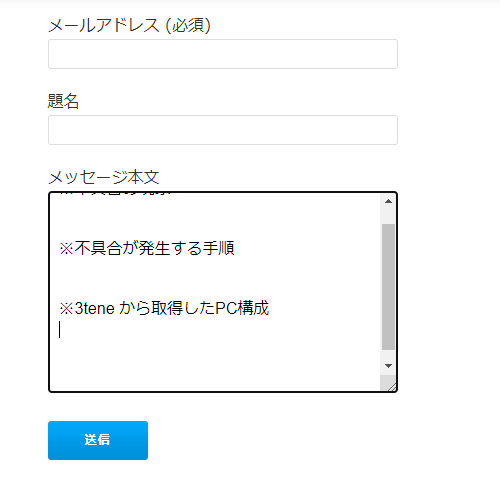 メールアドレス (必須)
題名
メッセージ本文
※不具合が発生する手順
※3tene から取得したPC構成
送信